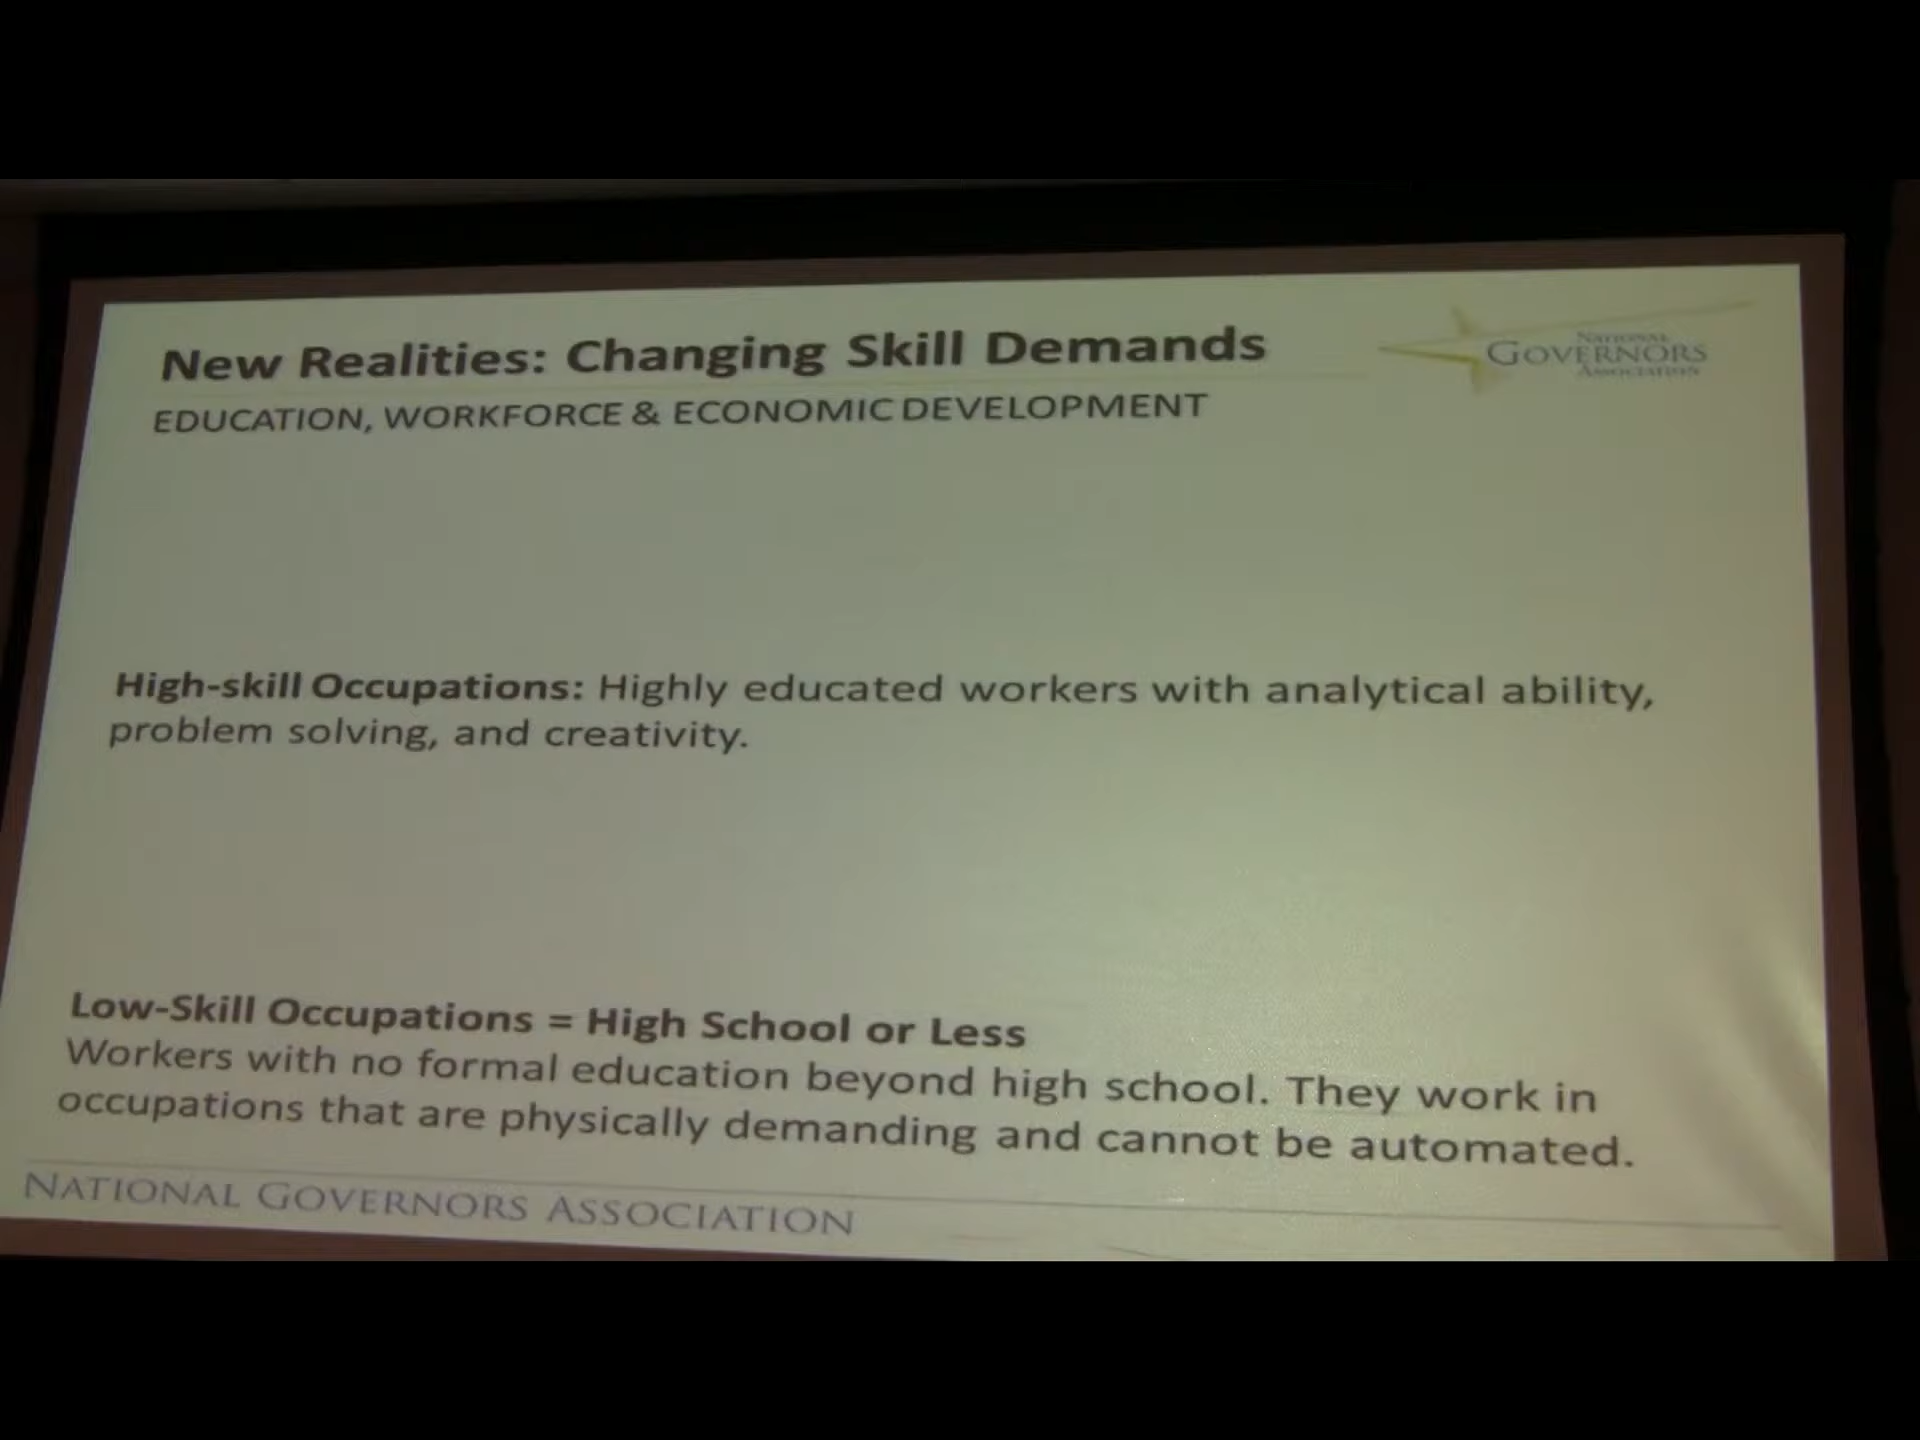 New Realities: Changing Skill Demands
NATIONAL
GOVERNORS
ASSOCIATION
EDUCATION, WORKFORCE & ECONOMIC DEVELOPMENT
High-skill Occupations: Highly educated workers with analytical ability,
problem solving, and creativity.
Low-Skill Occupations = High School or Less
Workers with no formal education beyond high school. They work in
occupations that are physically demanding and cannot be automated.
NATIONAL GOVERNORS ASSOCIATION